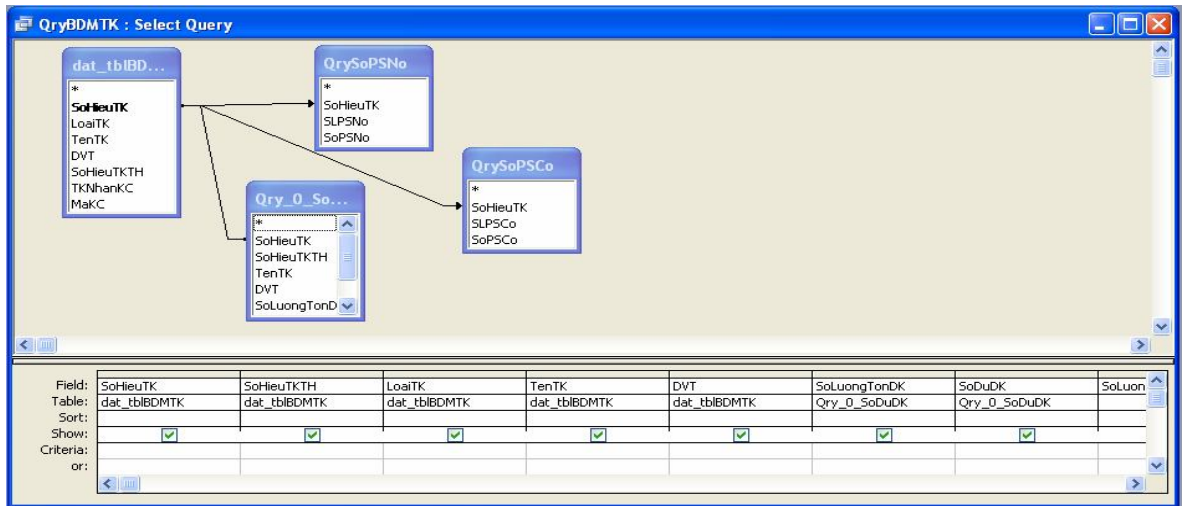 QryBDMTK : Select Query
dat_tblBD...
*
SoHieuTK
LoaiTK
TenTK
DVT
SoHieuTKTH
TKNhanKC
MaKC
QrySoPSNo
*
SoHieuTK
SLPSNo
SoPSNo
Qry_0_So...
*
SoHieuTK
SoHieuTKTH
TenTK
DVT
SoLuongTonD
QrySoPSCo
*
SoHieuTK
SLPSCo
SoPSCo
Field: SoHieuTK SoHieuTKTH LoaiTK TenTK DVT SoLuongTonDK SoDuDK SoLuon
Table: dat_tblBDMTK dat_tblBDMTK dat_tblBDMTK dat_tblBDMTK dat_tblBDMTK Qry_0_SoDuDK Qry_0_SoDuDK
Sort:
Show:
Criteria:
or: